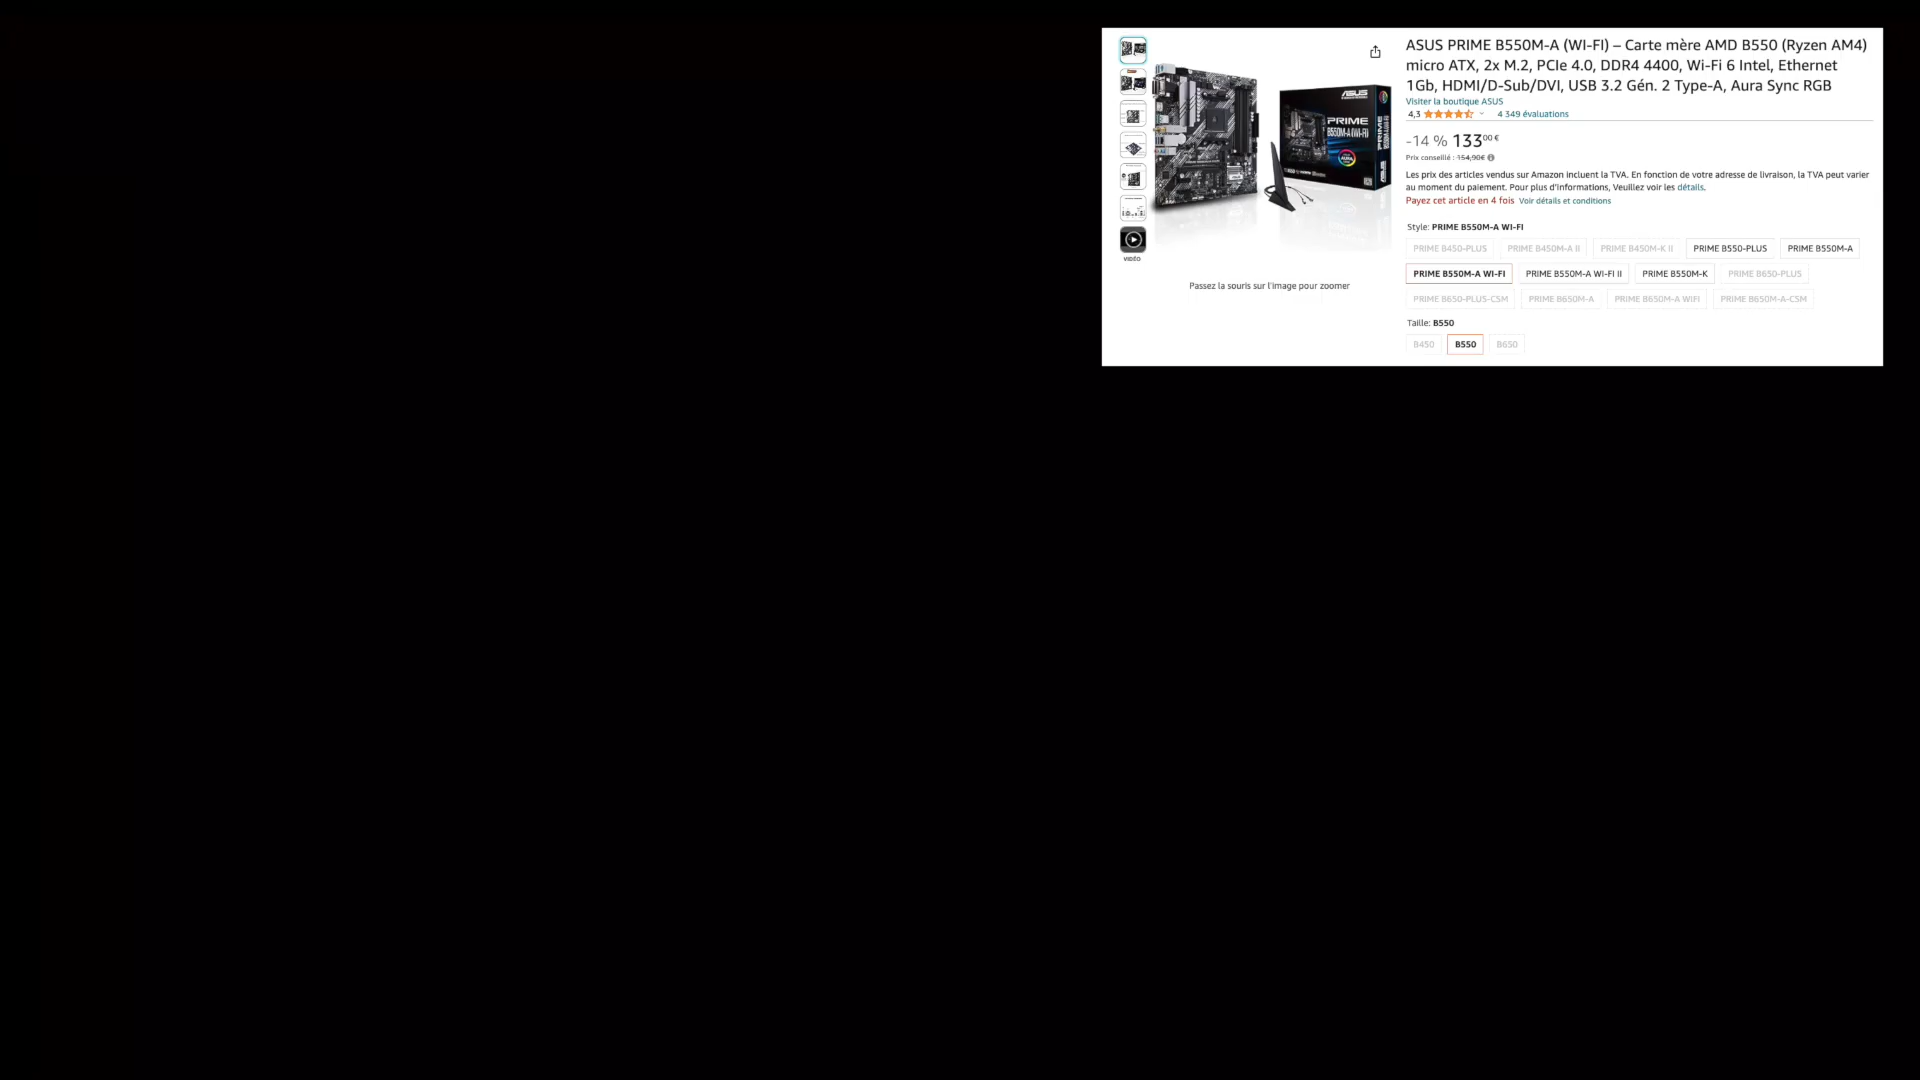 ASUS PRIME B550M-A (WI-FI) – Carte mère AMD B550 (Ryzen AM4)
micro ATX, 2x M.2, PCIe 4.0, DDR4 4400, Wi-Fi 6 Intel, Ethernet
1Gb, HDMI/D-Sub/DVI, USB 3.2 Gén. 2 Type-A, Aura Sync RGB
Visiter la boutique ASUS
4,3 4 349 évaluations
-14 % 133,00 €
Prix conseillé : 154,90€
Les prix des articles vendus sur Amazon incluent la TVA. En fonction de votre adresse de livraison, la TVA peut varier
au moment du paiement. Pour plus d'informations, Veuillez voir les détails.
Payez cet article en 4 fois Voir détails et conditions
Style: PRIME B550M-A WI-FI
PRIME B450-PLUS PRIME B450M-A II PRIME B450M-K II PRIME B550-PLUS PRIME B550M-A
PRIME B550M-A WI-FI PRIME B550M-A WI-FI II PRIME B550M-K PRIME B650-PLUS
PRIME B650-PLUS-CSM PRIME B650M-A PRIME B650M-A WIFI PRIME B650M-A-CSM
Taille: B550
B450 B550 B650
ASUS
PRIME
B550M-A (WI-FI)
VIDÉO
Passez la souris sur l'image pour zoomer